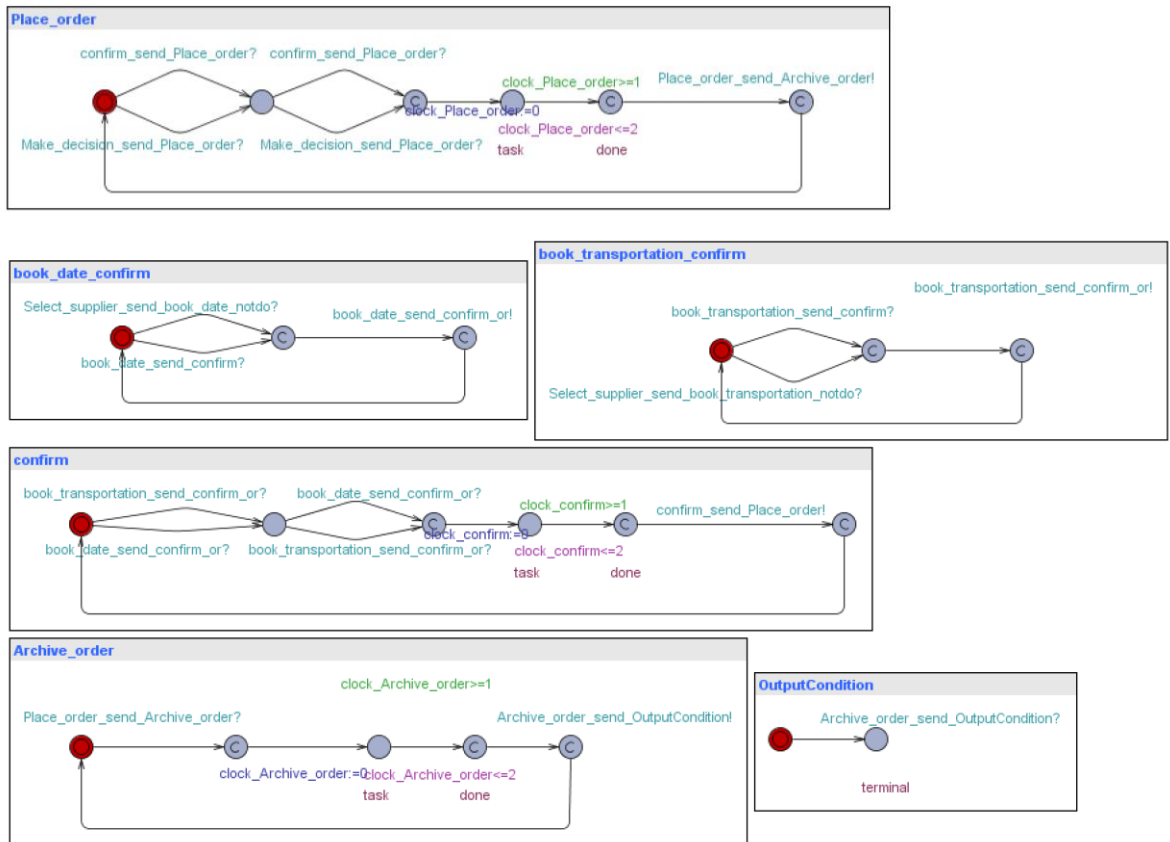 Place_order
confirm_send_Place_order? confirm_send_Place_order?
clock_Place_order>=1 Place_order_send_Archive_order!
C C C
clock_Place_order:=0
clock_Place_order<=2
Make_decision_send_Place_order? Make_decision_send_Place_order?
task done
book_date_confirm
Select_supplier_send_book_date_notdo?
book_date_send_confirm_or!
C C
book_date_send_confirm?
book_transportation_confirm
book_transportation_send_confirm_or!
book_transportation_send_confirm?
C C
Select_supplier_send_book_transportation_notdo?
confirm
book_transportation_send_confirm_or? book_date_send_confirm_or?
clock_confirm>=1 confirm_send_Place_order!
C C C
clock_confirm:=0
book_date_send_confirm_or? book_transportation_send_confirm_or? clock_confirm<=2
task done
Archive_order
clock_Archive_order>=1
Place_order_send_Archive_order? Archive_order_send_OutputCondition!
C C C
clock_Archive_order:=0 clock_Archive_order<=2
task done
OutputCondition
Archive_order_send_OutputCondition?
terminal